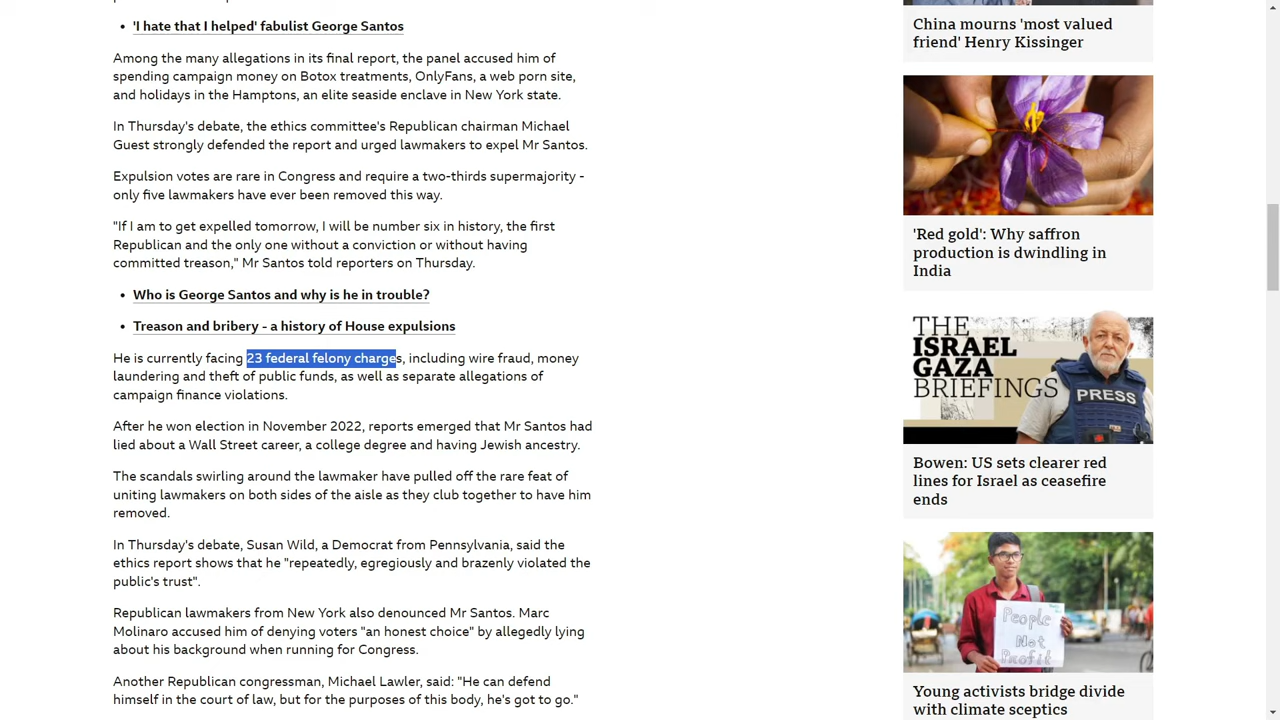 'I hate that I helped' fabulist George Santos
Among the many allegations in its final report, the panel accused him of
spending campaign money on Botox treatments, OnlyFans, a web porn site,
and holidays in the Hamptons, an elite seaside enclave in New York state.
In Thursday's debate, the ethics committee's Republican chairman Michael
Guest strongly defended the report and urged lawmakers to expel Mr Santos.
Expulsion votes are rare in Congress and require a two-thirds supermajority -
only five lawmakers have ever been removed this way.
"If I am to get expelled tomorrow, I will be number six in history, the first
Republican and the only one without a conviction or without having
committed treason," Mr Santos told reporters on Thursday.
Who is George Santos and why is he in trouble?
Treason and bribery - a history of House expulsions
He is currently facing 23 federal felony charges, including wire fraud, money
laundering and theft of public funds, as well as separate allegations of
campaign finance violations.
After he won election in November 2022, reports emerged that Mr Santos had
lied about a Wall Street career, a college degree and having Jewish ancestry.
The scandals swirling around the lawmaker have pulled off the rare feat of
uniting lawmakers on both sides of the aisle as they club together to have him
removed.
In Thursday's debate, Susan Wild, a Democrat from Pennsylvania, said the
ethics report shows that he "repeatedly, egregiously and brazenly violated the
public's trust".
Republican lawmakers from New York also denounced Mr Santos. Marc
Molinaro accused him of denying voters "an honest choice" by allegedly lying
about his background when running for Congress.
Another Republican congressman, Michael Lawler, said: "He can defend
himself in the court of law, but for the purposes of this body, he's got to go."
China mourns 'most valued
friend' Henry Kissinger
'Red gold': Why saffron
production is dwindling in
India
THE
ISRAEL
GAZA
BRIEFINGS
PRESS
Bowen: US sets clearer red
lines for Israel as ceasefire
ends
People
Not
Profit
Young activists bridge divide
with climate sceptics